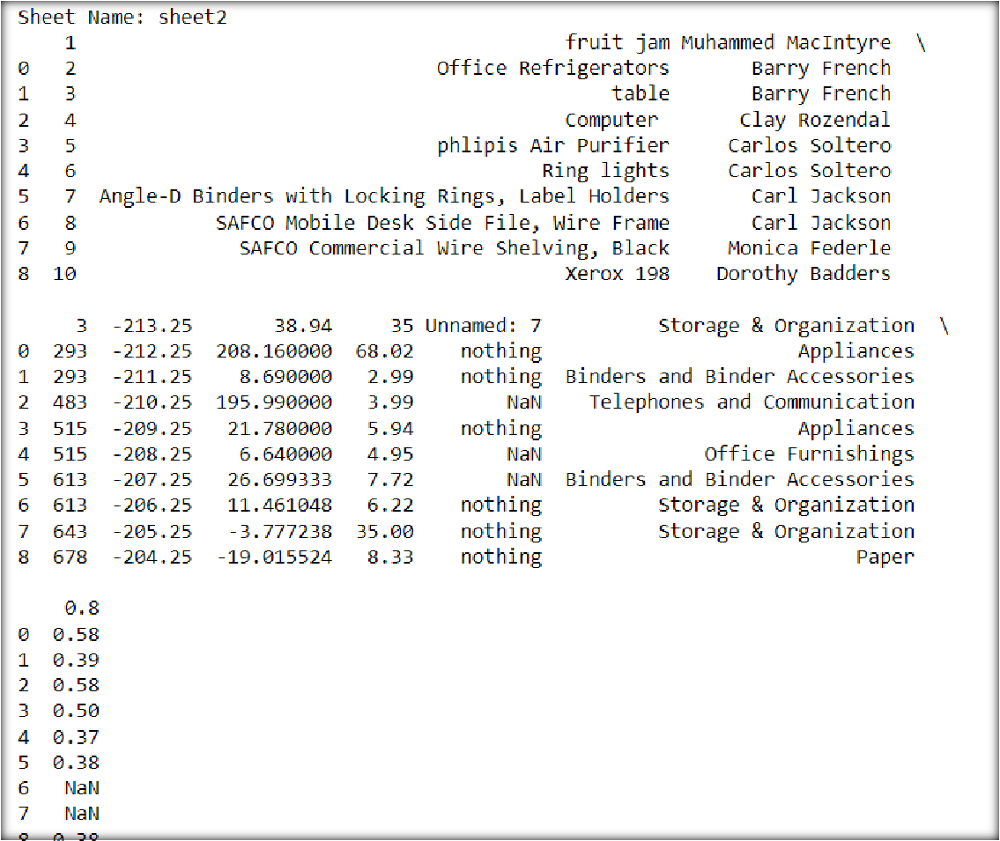 Sheet Name: sheet2
1 fruit jam Muhammed MacIntyre \
0 2 Office Refrigerators Barry French
1 3 table Barry French
2 4 Computer Clay Rozendal
3 5 phlipis Air Purifier Carlos Soltero
4 6 Ring lights Carlos Soltero
5 7 Angle-D Binders with Locking Rings, Label Holders Carl Jackson
6 8 SAFCO Mobile Desk Side File, Wire Frame Carl Jackson
7 9 SAFCO Commercial Wire Shelving, Black Monica Federle
8 10 Xerox 198 Dorothy Badders
3 -213.25 38.94 35 Unnamed: 7 Storage & Organization \
0 293 -212.25 208.160000 68.02 nothing Appliances
1 293 -211.25 8.690000 2.99 nothing Binders and Binder Accessories
2 483 -210.25 195.990000 3.99 NaN Telephones and Communication
3 515 -209.25 21.780000 5.94 nothing Appliances
4 515 -208.25 6.640000 4.95 NaN Office Furnishings
5 613 -207.25 26.699333 7.72 NaN Binders and Binder Accessories
6 613 -206.25 11.461048 6.22 nothing Storage & Organization
7 643 -205.25 -3.777238 35.00 nothing Storage & Organization
8 678 -204.25 -19.015524 8.33 nothing Paper
0.8
0 0.58
1 0.39
2 0.58
3 0.50
4 0.37
5 0.38
6 NaN
7 NaN
8 0.38